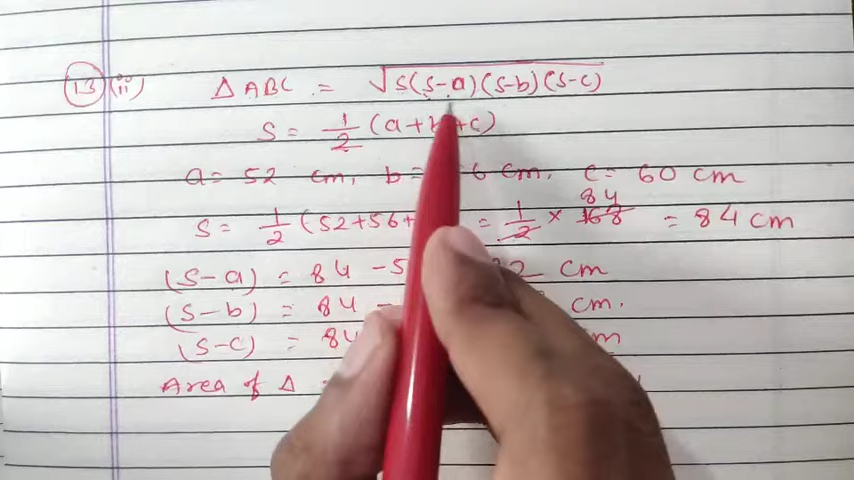 13 (ii) Δ ABC = √s(s-a)(s-b)(s-c)
s = 1/2 (a+b+c)
a = 52 cm, b = 6 cm, c = 60 cm
s = 1/2 (52+56+ = 1/2 × 168 84 = 84 cm
(s-a) = 84 - 5 32 cm
(s-b) = 84 - cm.
(s-c) = 84 cm
Area of Δ